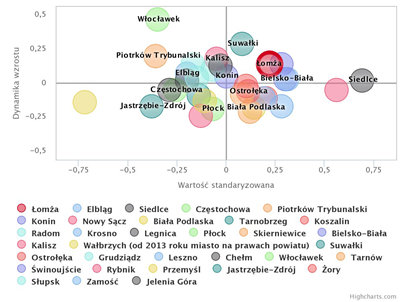 0,5
0,25
0
−0,25
−0,5
Dynamika wzrostu
Włocławek
Suwałki
Piotrków Trybunalski
Kalisz
Łomża
Elbląg
Konin
Bielsko-Biała
Siedlce
Częstochowa
Ostrołęka
Jastrzębie-Zdrój
Płock
Biała Podlaska
−0,75 −0,5 −0,25 0 0,25 0,5 0,75
Wartość standaryzowana
Łomża Elbląg Siedlce Częstochowa Piotrków Trybunalski
Konin Nowy Sącz Biała Podlaska Tarnobrzeg Koszalin
Radom Krosno Legnica Płock Skierniewice Bielsko-Biała
Kalisz Wałbrzych (od 2013 roku miasto na prawach powiatu) Suwałki
Ostrołęka Grudziądz Leszno Chełm Włocławek Tarnów
Świnoujście Rybnik Przemyśl Jastrzębie-Zdrój Żory
Słupsk Zamość Jelenia Góra
Highcharts.com